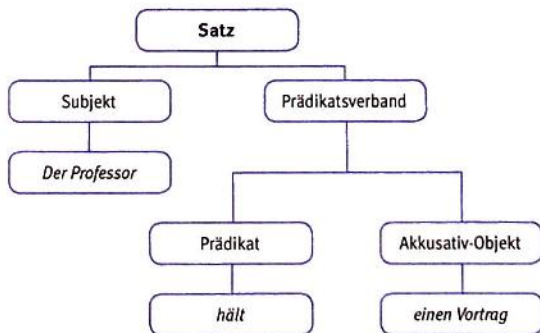 Satz
Subjekt
Prädikatsverband
Der Professor
Prädikat
Akkusativ-Objekt
hält
einen Vortrag